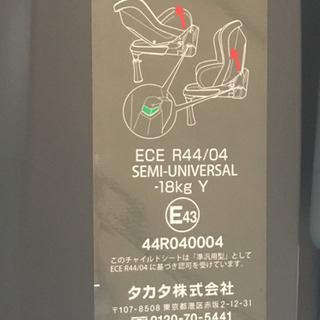 ECE R44/04
SEMI-UNIVERSAL
-18kg Y
E43
44R040004
このチャイルドシートは「準汎用型」として
ECE R44/04 に基づき認可を受けています。
タカタ株式会社
〒107-8508 東京都港区赤坂2-12-31
0120-70-5441